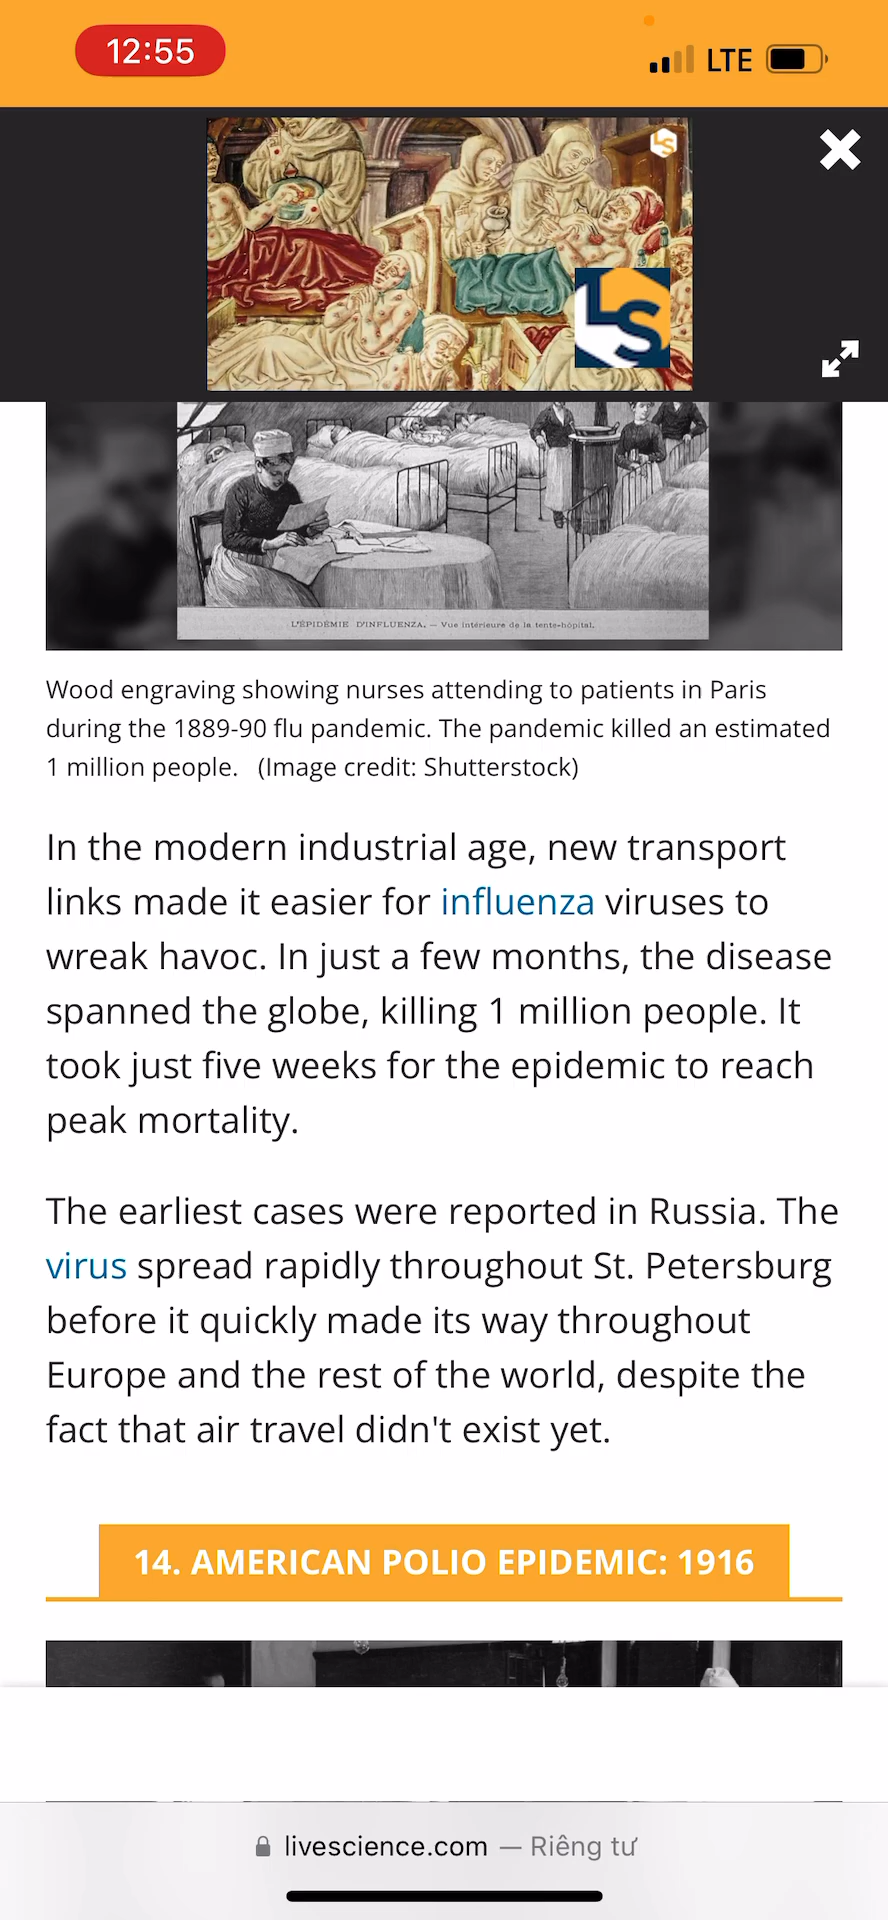 12:55
LTE
LS
LS
L'ÉPIDÉMIE D'INFLUENZA. — Vue intérieure de la tente-hôpital.
Wood engraving showing nurses attending to patients in Paris
during the 1889-90 flu pandemic. The pandemic killed an estimated
1 million people. (Image credit: Shutterstock)
In the modern industrial age, new transport
links made it easier for influenza viruses to
wreak havoc. In just a few months, the disease
spanned the globe, killing 1 million people. It
took just five weeks for the epidemic to reach
peak mortality.
The earliest cases were reported in Russia. The
virus spread rapidly throughout St. Petersburg
before it quickly made its way throughout
Europe and the rest of the world, despite the
fact that air travel didn't exist yet.
14. AMERICAN POLIO EPIDEMIC: 1916
livescience.com — Riêng tư